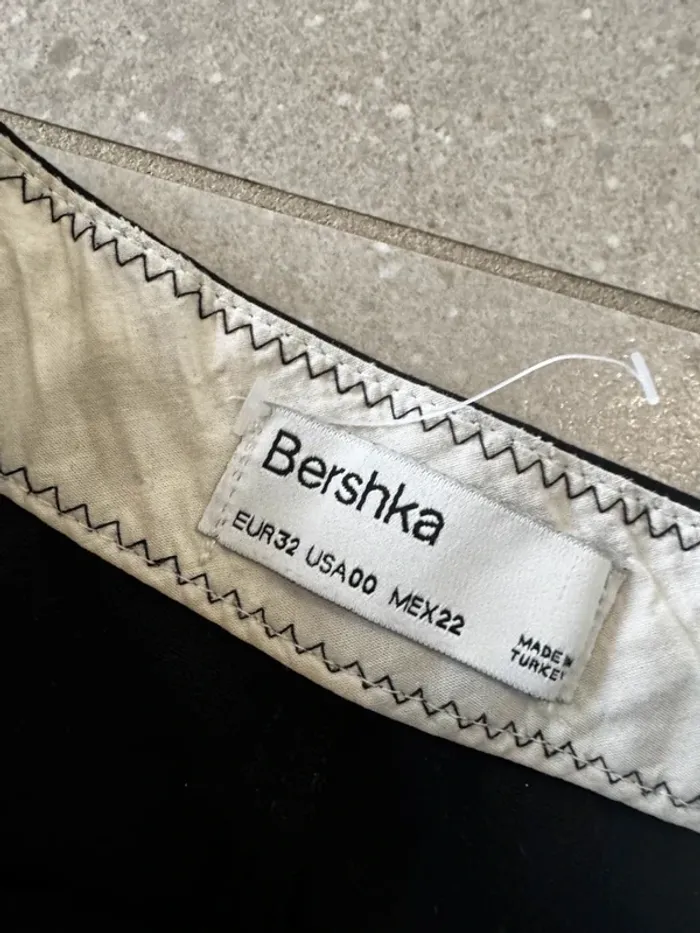 Bershka
EUR32 USA00 MEX22
MADE IN
TURKEY